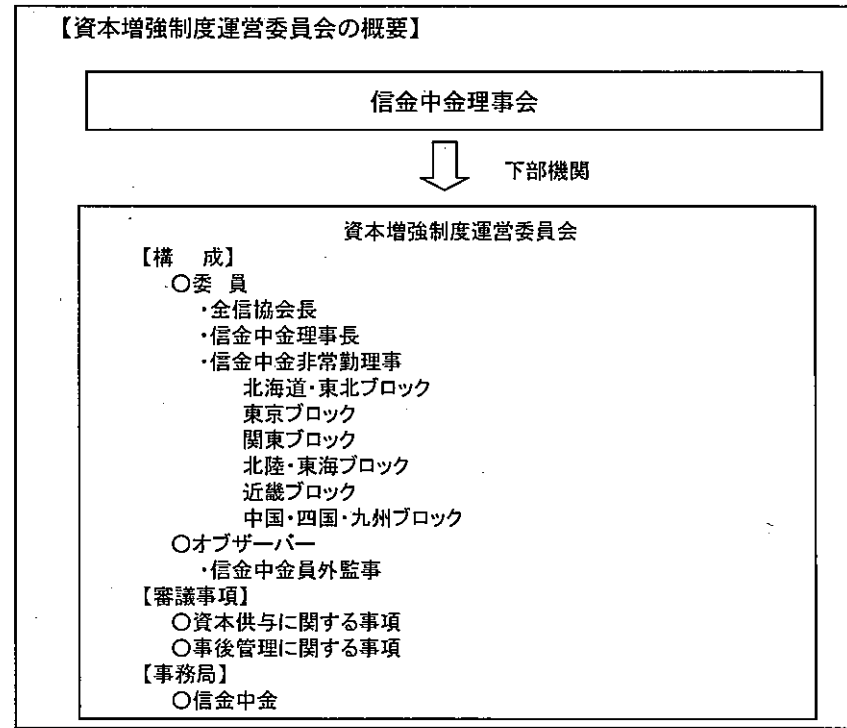 【資本増強制度運営委員会の概要】
信金中金理事会
下部機関
資本増強制度運営委員会
【構　成】
○委　員
・全信協会長
・信金中金理事長
・信金中金非常勤理事
北海道・東北ブロック
東京ブロック
関東ブロック
北陸・東海ブロック
近畿ブロック
中国・四国・九州ブロック
○オブザーバー
・信金中金員外監事
【審議事項】
○資本供与に関する事項
○事後管理に関する事項
【事務局】
○信金中金